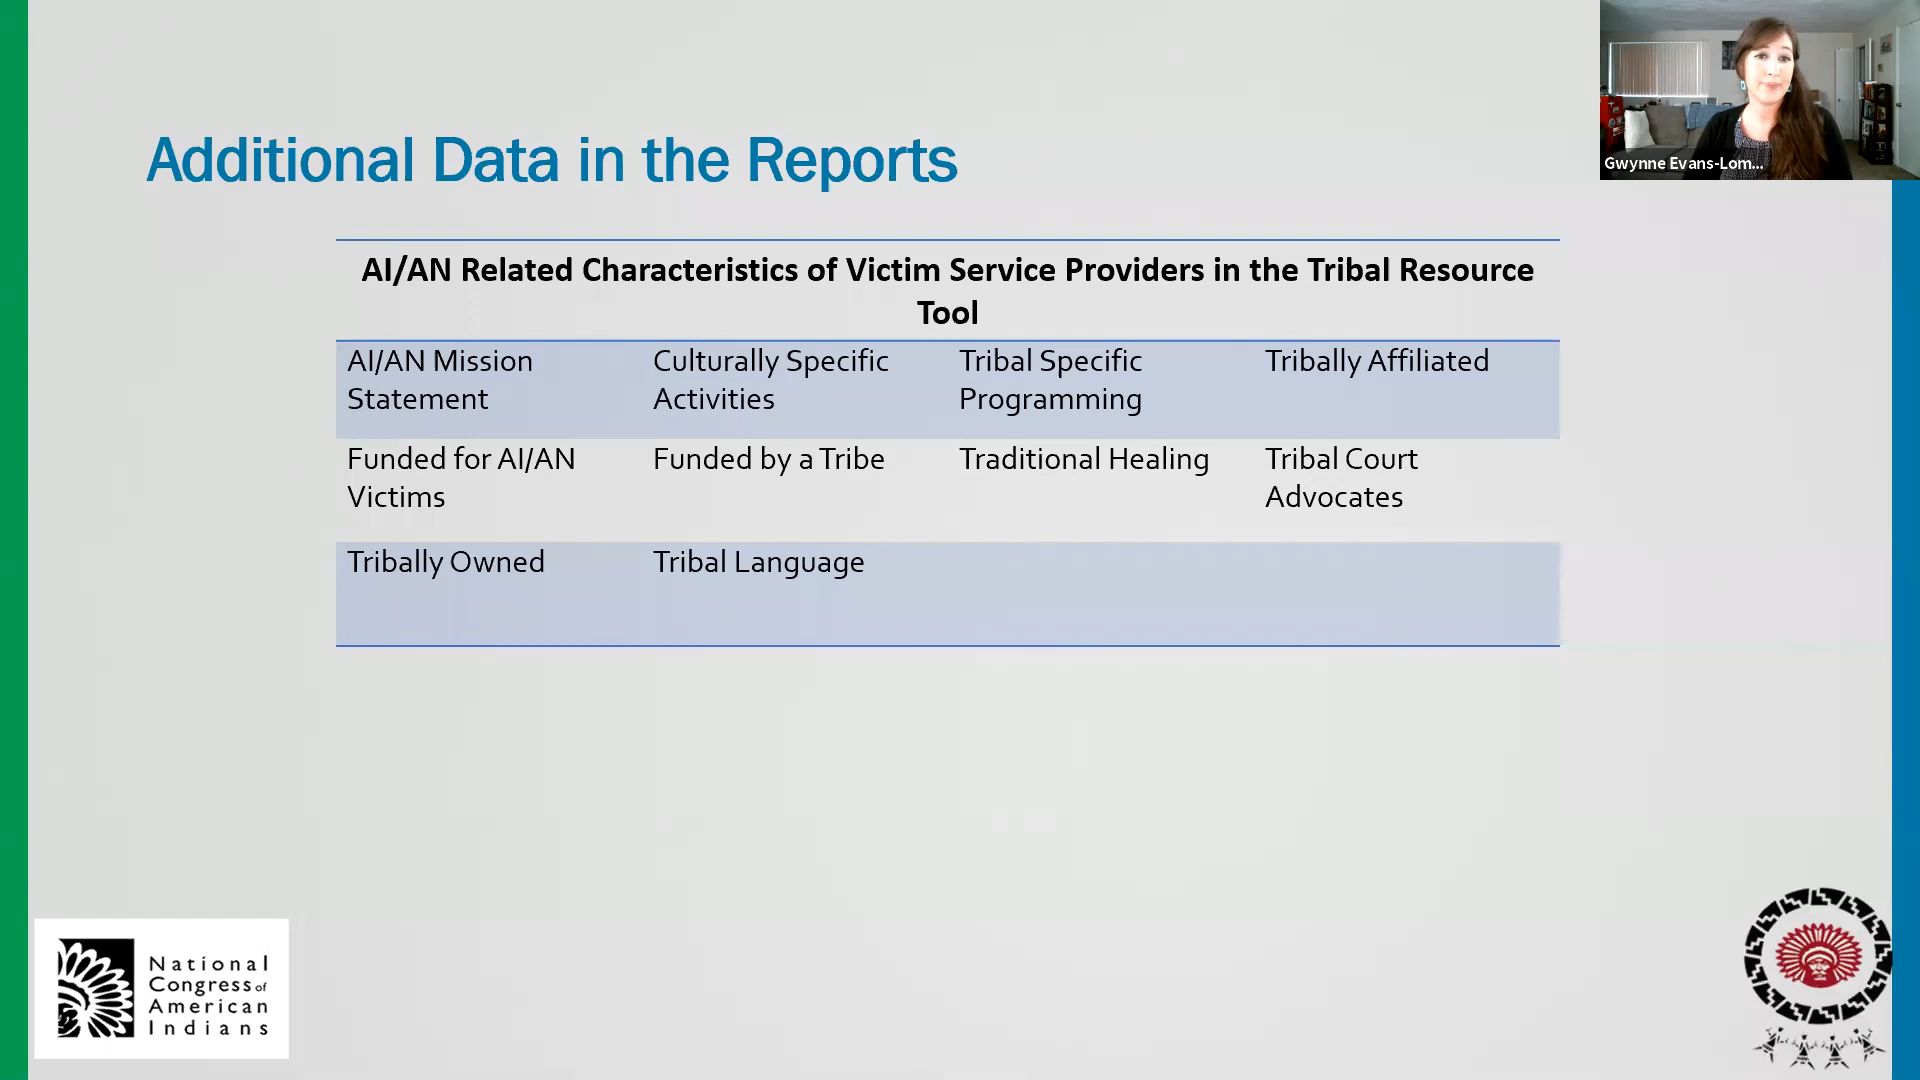 Additional Data in the Reports
Gwynne Evans-Lom...
AI/AN Related Characteristics of Victim Service Providers in the Tribal Resource
Tool
AI/AN Mission
Statement
Culturally Specific
Activities
Tribal Specific
Programming
Tribally Affiliated
Funded for AI/AN
Victims
Funded by a Tribe
Traditional Healing
Tribal Court
Advocates
Tribally Owned
Tribal Language
National
Congress of
American
Indians